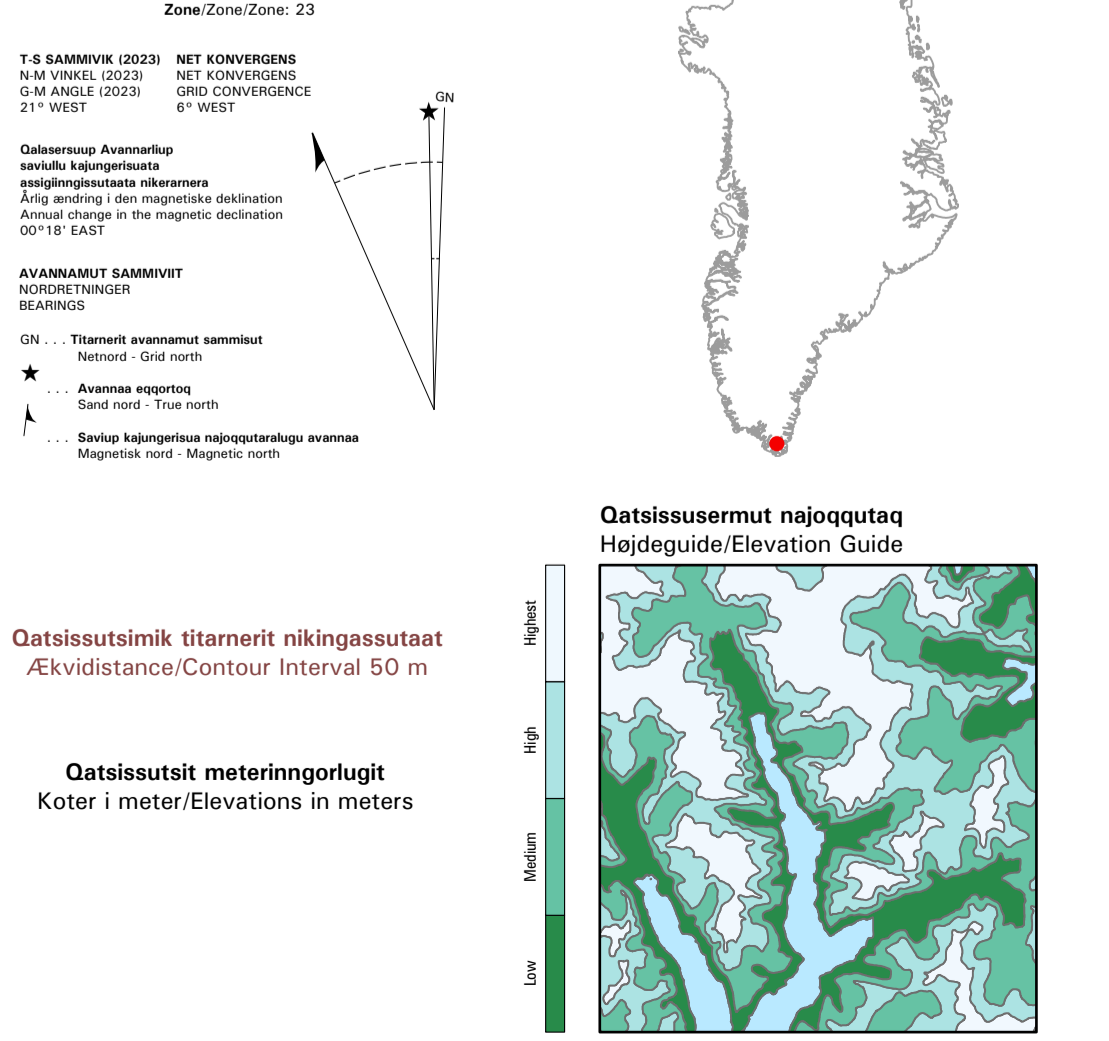 Zone/Zone/Zone: 23
T-S SAMMIVIK (2023)
N-M VINKEL (2023)
G-M ANGLE (2023)
21° WEST
NET KONVERGENS
NET KONVERGENS
GRID CONVERGENCE
6° WEST
GN
Qalasersuup Avannarliup
saviullu kajungerisuata
assigiinngissutaata nikerarnera
Årlig ændring i den magnetiske deklination
Annual change in the magnetic declination
00°18' EAST
AVANNAMUT SAMMIVIIT
NORDRETNINGER
BEARINGS
GN . . . Titarnerit avannamut sammisut
Netnord - Grid north
. . . Avannaa eqqortoq
Sand nord - True north
. . . Saviup kajungerisua najoqqutaralugu avannaa
Magnetisk nord - Magnetic north
Qatsissutsimik titarnerit nikingassutaat
Ækvidistance/Contour Interval 50 m
Qatsissutsit meterinngorlugit
Koter i meter/Elevations in meters
Qatsissusermut najoqqutaq
Højdeguide/Elevation Guide
Highest
High
Medium
Low